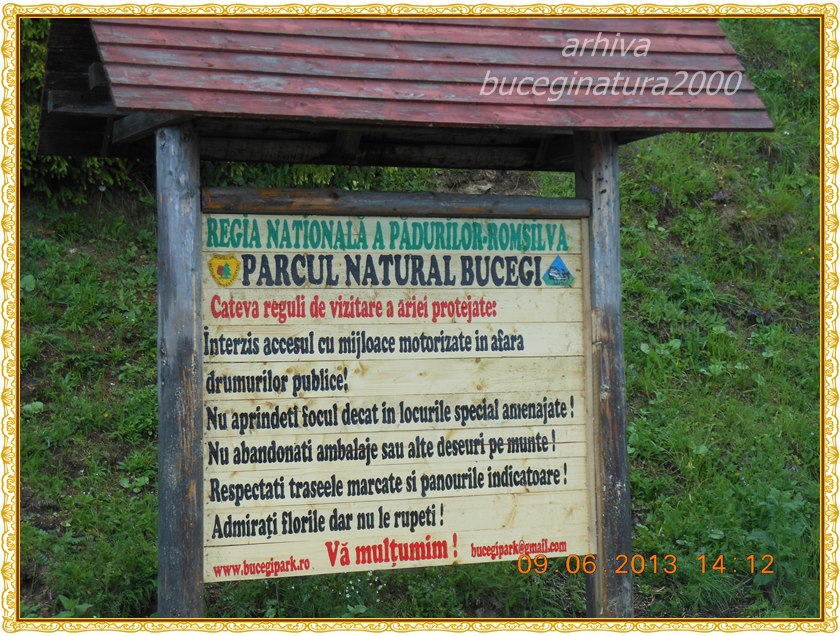 arhiva
buceginatura2000
REGIA NATIONALĂ A PĂDURILOR-ROMSILVA
PARCUL NATURAL BUCEGI
Cateva reguli de vizitare a ariei protejate:
Interzis accesul cu mijloace motorizate in afara
drumurilor publice!
Nu aprindeti focul decat in locurile special amenajate !
Nu abandonati ambalaje sau alte deseuri pe munte !
Respectati traseele marcate si panourile indicatoare !
Admirați florile dar nu le rupeti !
Vă mulțumim !
www.bucegipark.ro bucegipark@gmail.com
09.06.2013 14:12